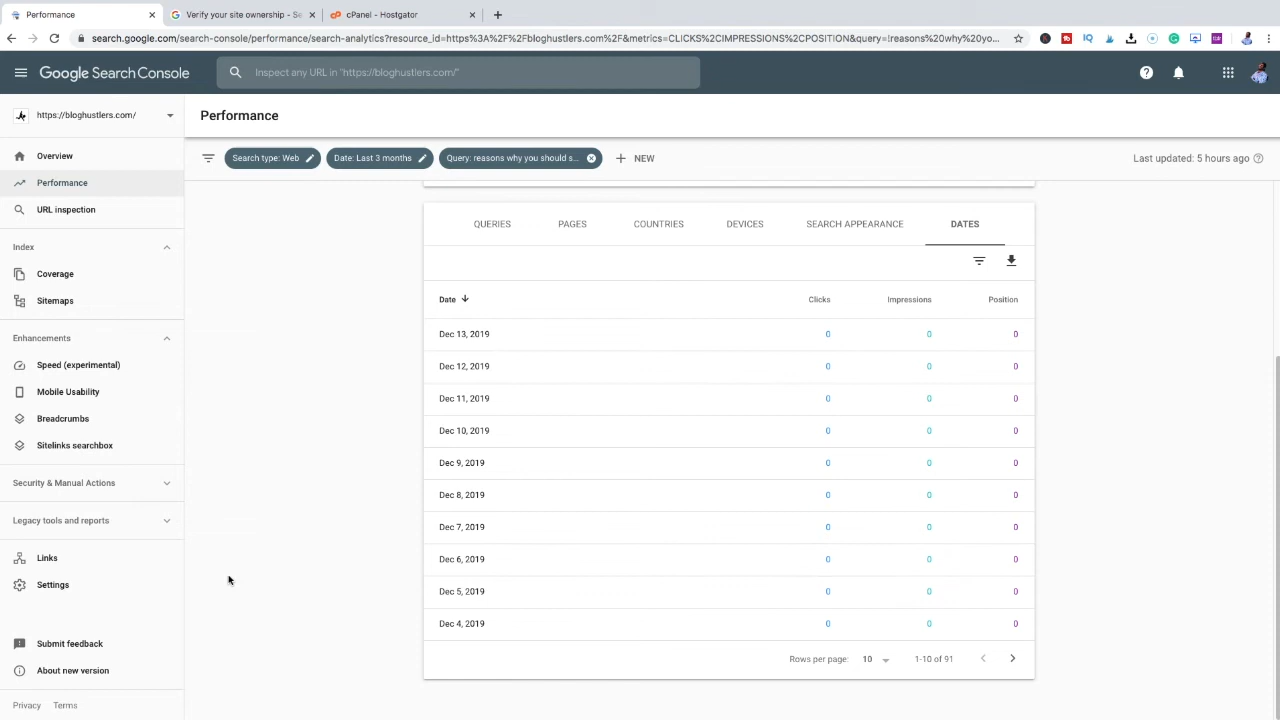 Performance
Verify your site ownership - Se
cPanel - Hostgator
search.google.com/search-console/performance/search-analytics?resource_id=https%3A%2F%2Fbloghustlers.com%2F&metrics=CLICKS%2CIMPRESSIONS%2CPOSITION&query=!reasons%20why%20yo...
Google Search Console
Inspect any URL in "https://bloghustlers.com/"
https://bloghustlers.com/
Performance
Overview
Search type: Web
Date: Last 3 months
Query: reasons why you should s...
NEW
Last updated: 5 hours ago
Performance
URL inspection
QUERIES
PAGES
COUNTRIES
DEVICES
SEARCH APPEARANCE
DATES
Index
Coverage
Sitemaps
Date Clicks Impressions Position
Enhancements
Dec 13, 2019 0 0 0
Speed (experimental)
Dec 12, 2019 0 0 0
Mobile Usability
Dec 11, 2019 0 0 0
Breadcrumbs
Dec 10, 2019 0 0 0
Sitelinks searchbox
Dec 9, 2019 0 0 0
Security & Manual Actions
Dec 8, 2019 0 0 0
Legacy tools and reports
Dec 7, 2019 0 0 0
Links
Dec 6, 2019 0 0 0
Settings
Dec 5, 2019 0 0 0
Dec 4, 2019 0 0 0
Submit feedback
Rows per page: 10 1-10 of 91
About new version
Privacy Terms